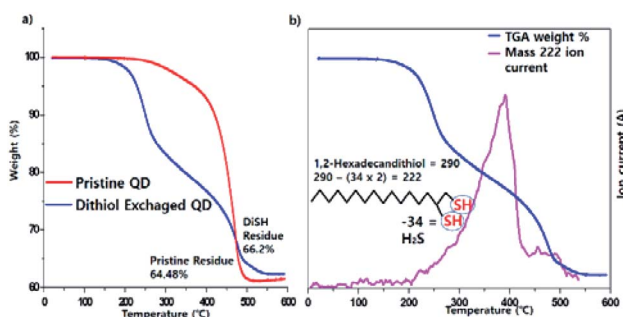 a)
Weight (%)
100
90
80
70
60
Pristine QD
Dithiol Exchaged QD
DiSH
Residue
66.2%
Pristine Residue
64.48%
0 100 200 300 400 500 600
Temperature (℃)
b)
TGA weight %
Mass 222 ion
current
1,2-Hexadecandithiol = 290
290 – (34 x 2) = 222
SH
SH
-34 =
H₂S
Ion current (A)
0 100 200 300 400 500 600
Temperature (℃)